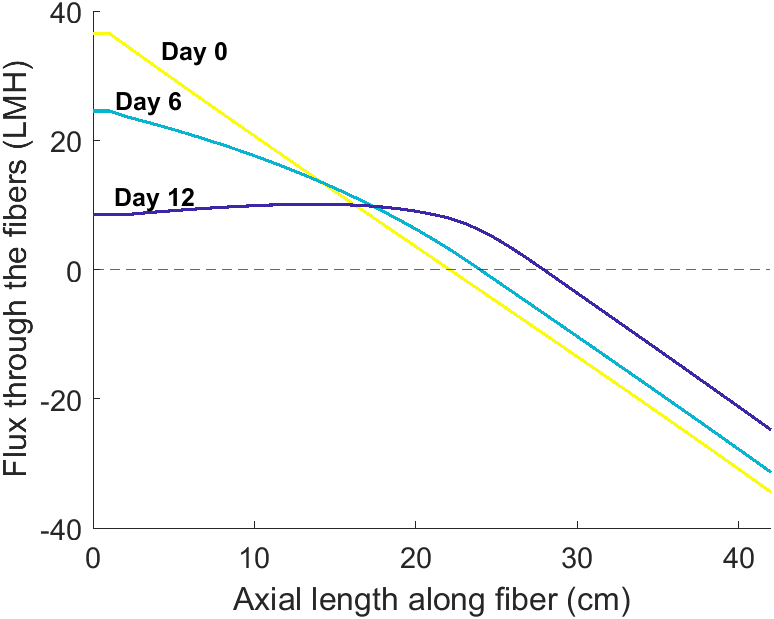 40
Day 0
Day 6
20
Day 12
0
-20
-40
0 10 20 30 40
Axial length along fiber (cm)
Flux through the fibers (LMH)